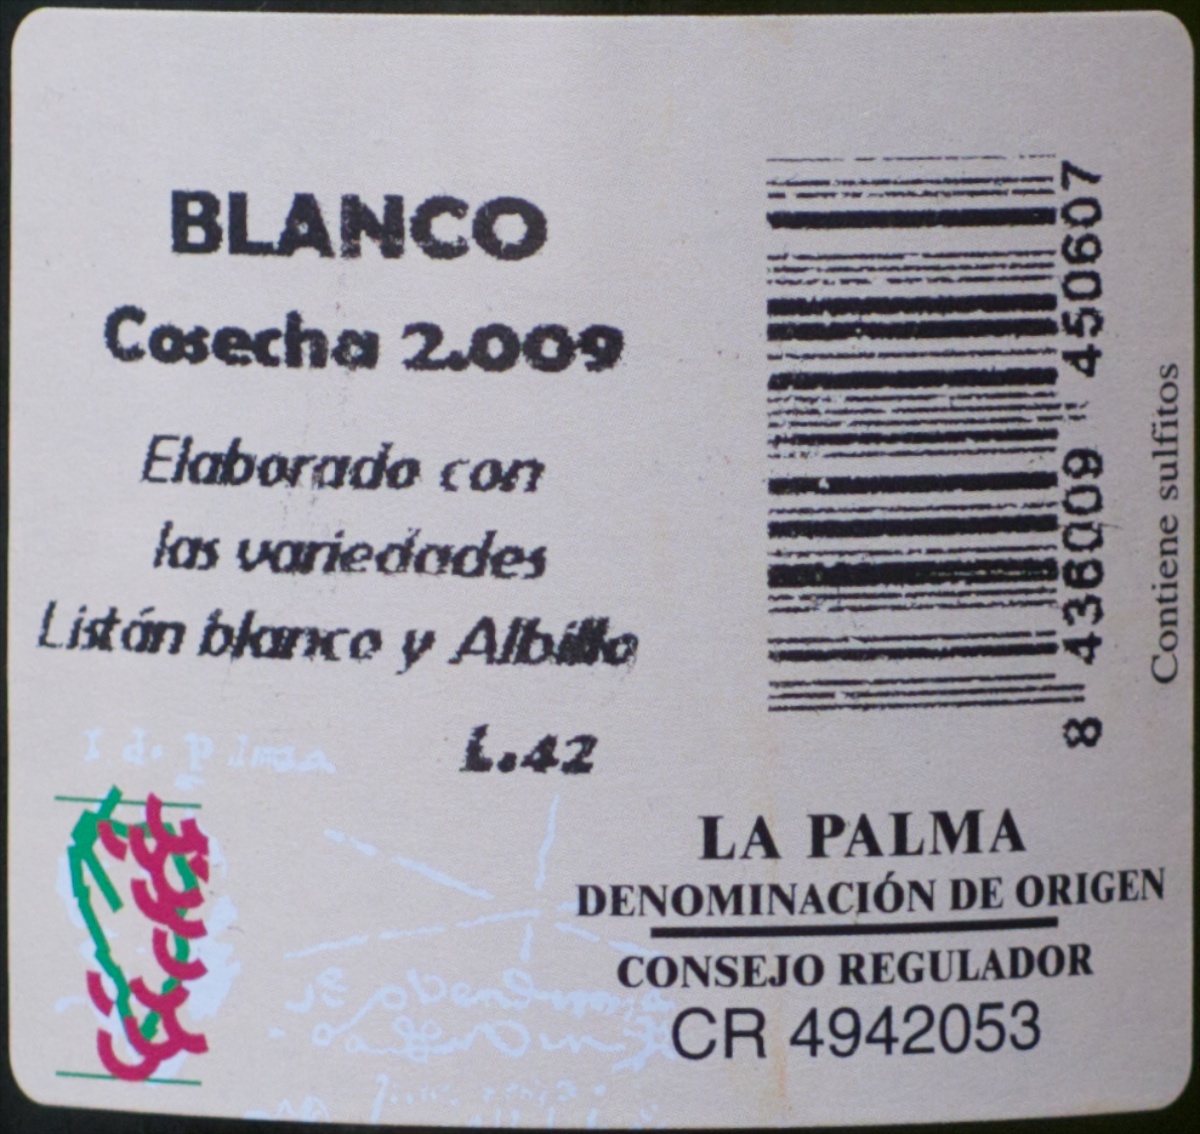 BLANCO
Cosecha 2.009
Elaborado con
las variedades
Listán blanco y Albillo
L.42
8 436009 450607
Contiene sulfitos
LA PALMA
DENOMINACIÓN DE ORIGEN
CONSEJO REGULADOR
CR 4942053